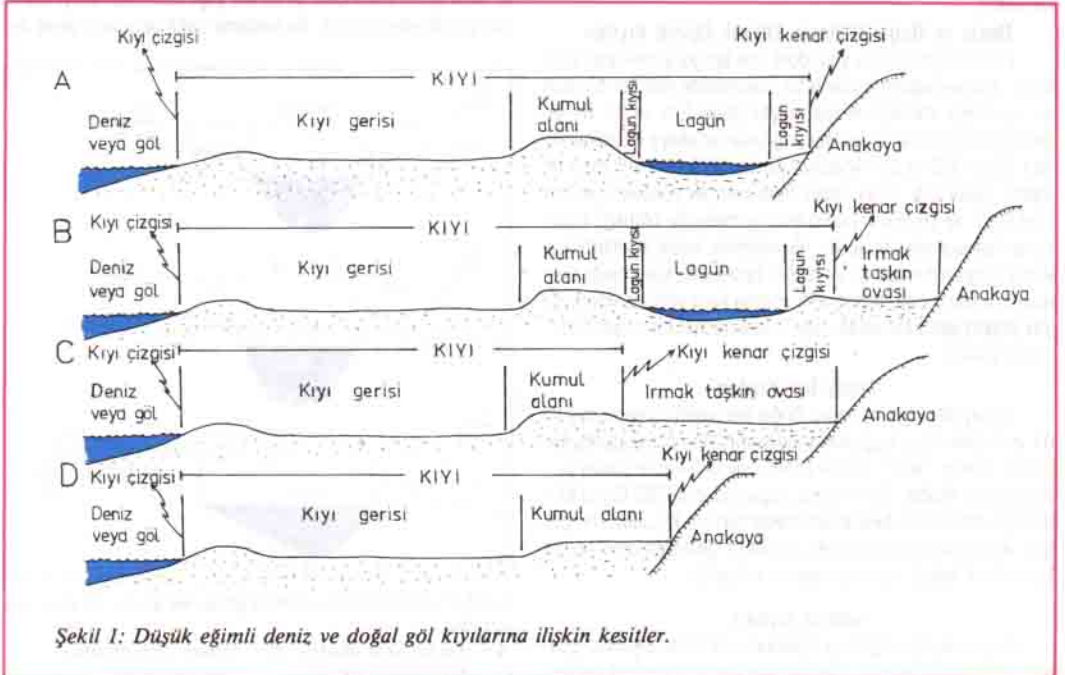 Kıyı çizgisi
Kıyı kenar çizgisi
A
KIYI
Deniz
veya göl
Kıyı gerisi
Kumul
alanı
Lagün kıyısı
Lagün
Lagün
kıyısı
Anakaya
Kıyı kenar çizgisi
B
Kıyı çizgisi
KIYI
Deniz
veya göl
Kıyı gerisi
Kumul
alanı
Lagün kıyısı
Lagün
Lagün
kıyısı
Irmak
taşkın
ovası
Anakaya
C
Kıyı çizgisi
KIYI
Kıyı kenar çizgisi
Deniz
veya göl
Kıyı gerisi
Kumul
alanı
Irmak taşkın ovası
Anakaya
Kıyı kenar çizgisi
D
Kıyı çizgisi
KIYI
Deniz
veya göl
Kıyı gerisi
Kumul alanı
Anakaya
Şekil 1: Düşük eğimli deniz ve doğal göl kıyılarına ilişkin kesitler.